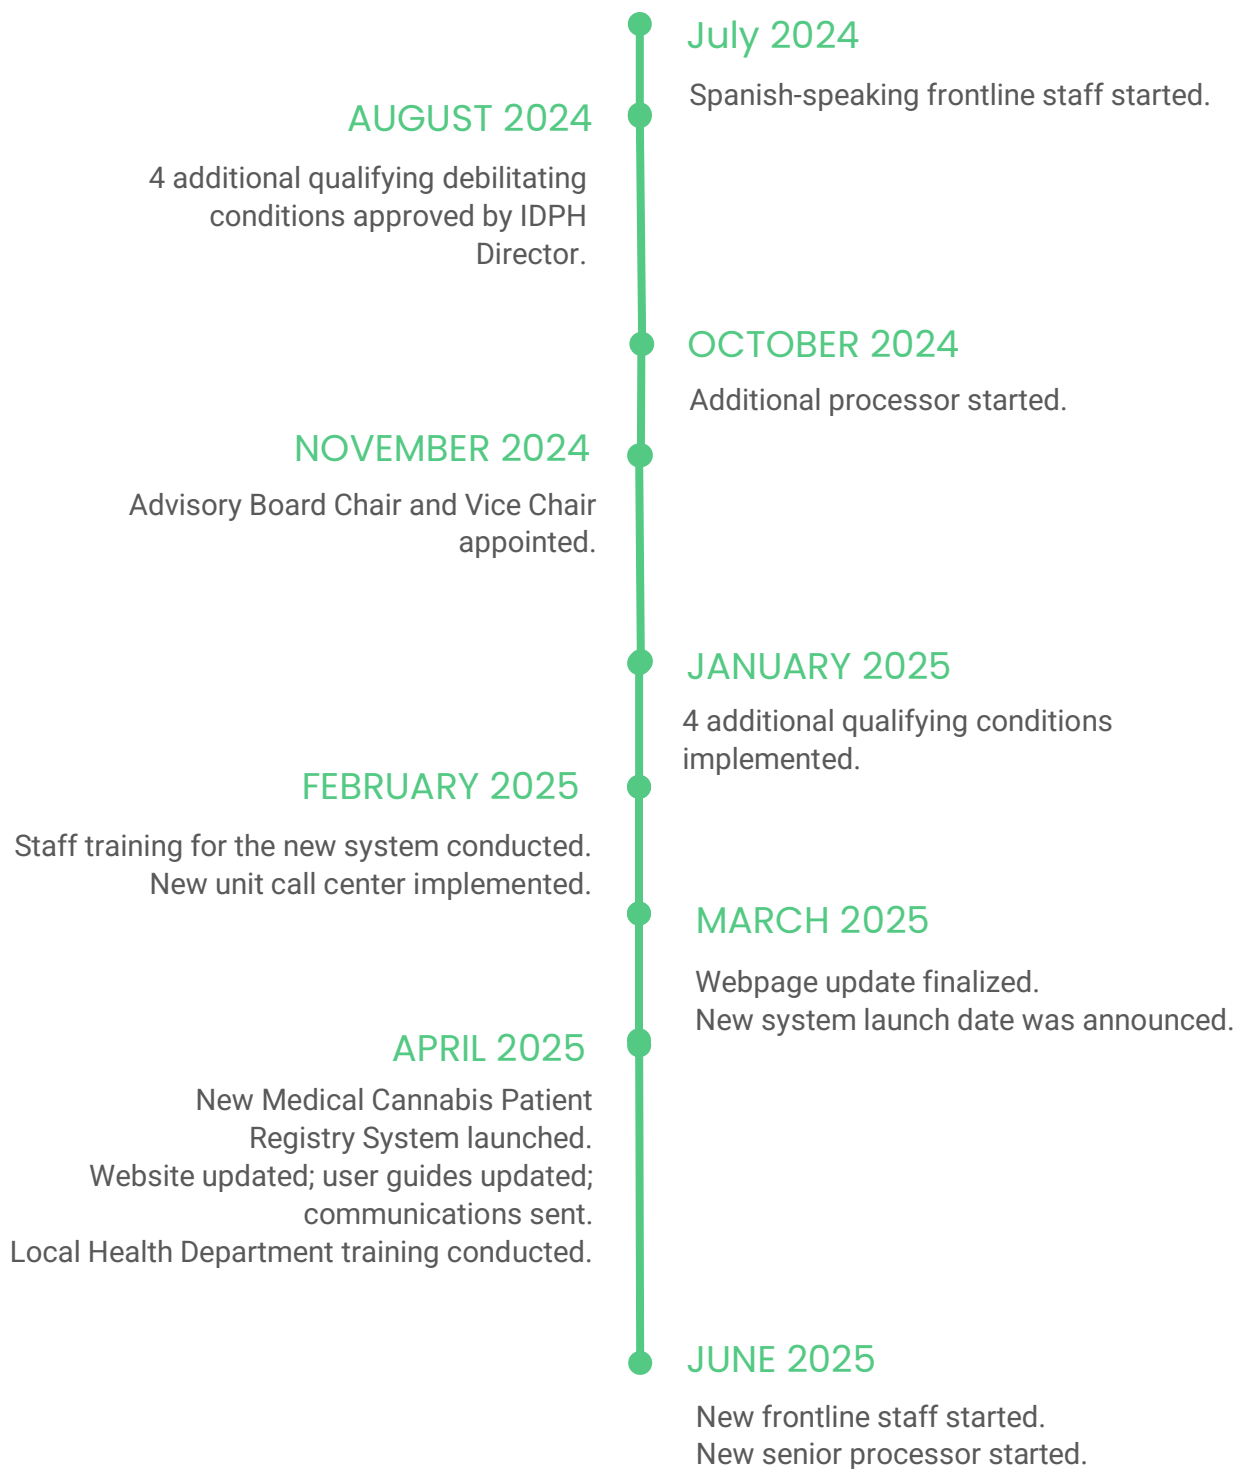 July 2024
Spanish-speaking frontline staff started.
AUGUST 2024
4 additional qualifying debilitating
conditions approved by IDPH
Director.
OCTOBER 2024
Additional processor started.
NOVEMBER 2024
Advisory Board Chair and Vice Chair
appointed.
JANUARY 2025
4 additional qualifying conditions
implemented.
FEBRUARY 2025
Staff training for the new system conducted.
New unit call center implemented.
MARCH 2025
Webpage update finalized.
New system launch date was announced.
APRIL 2025
New Medical Cannabis Patient
Registry System launched.
Website updated; user guides updated;
communications sent.
Local Health Department training conducted.
JUNE 2025
New frontline staff started.
New senior processor started.